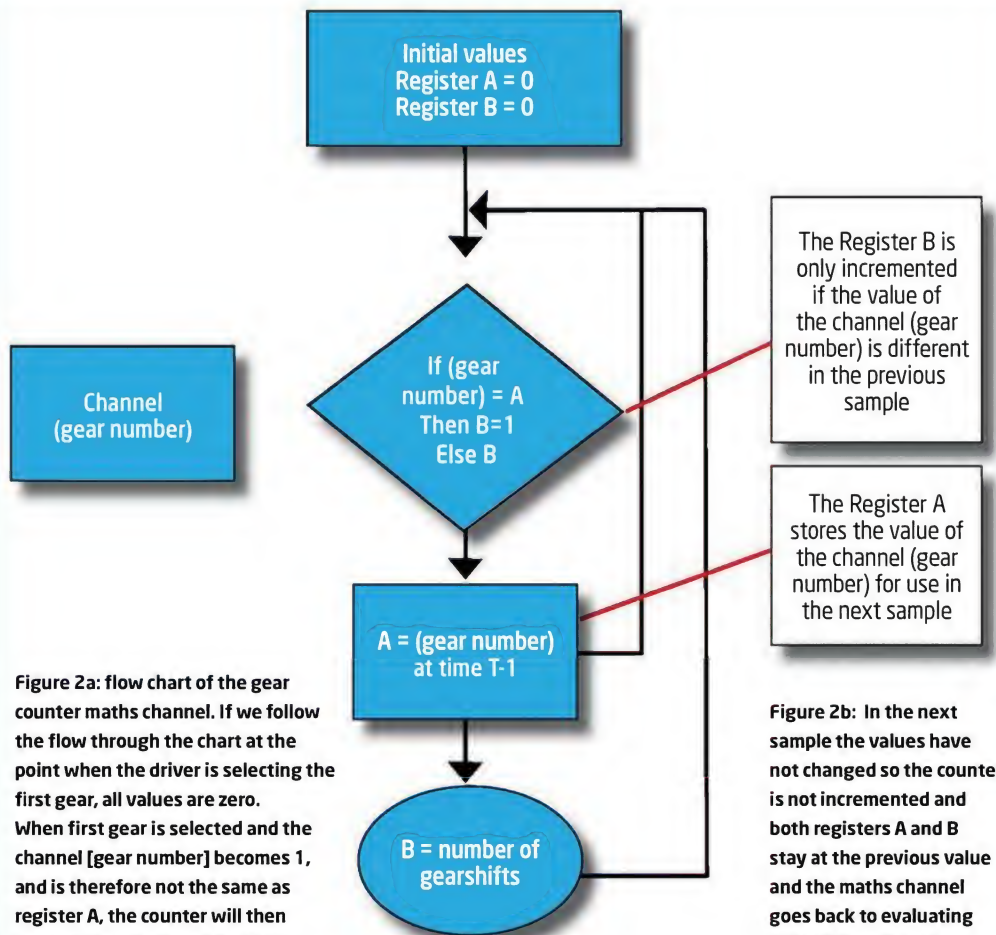 Initial values
Register A = 0
Register B = 0
Channel
(gear number)
If (gear
number) = A
Then B=1
Else B
The Register B is
only incremented
if the value of
the channel (gear
number) is different
in the previous
sample
The Register A
stores the value of
the channel (gear
number) for use in
the next sample
A = (gear number)
at time T-1
B = number of
gearshifts
Figure 2a: flow chart of the gear
counter maths channel. If we follow
the flow through the chart at the
point when the driver is selecting the
first gear, all values are zero.
When first gear is selected and the
channel [gear number] becomes 1,
and is therefore not the same as
register A, the counter will then
Figure 2b: In the next
sample the values have
not changed so the counte
is not incremented and
both registers A and B
stay at the previous value
and the maths channel
goes back to evaluating